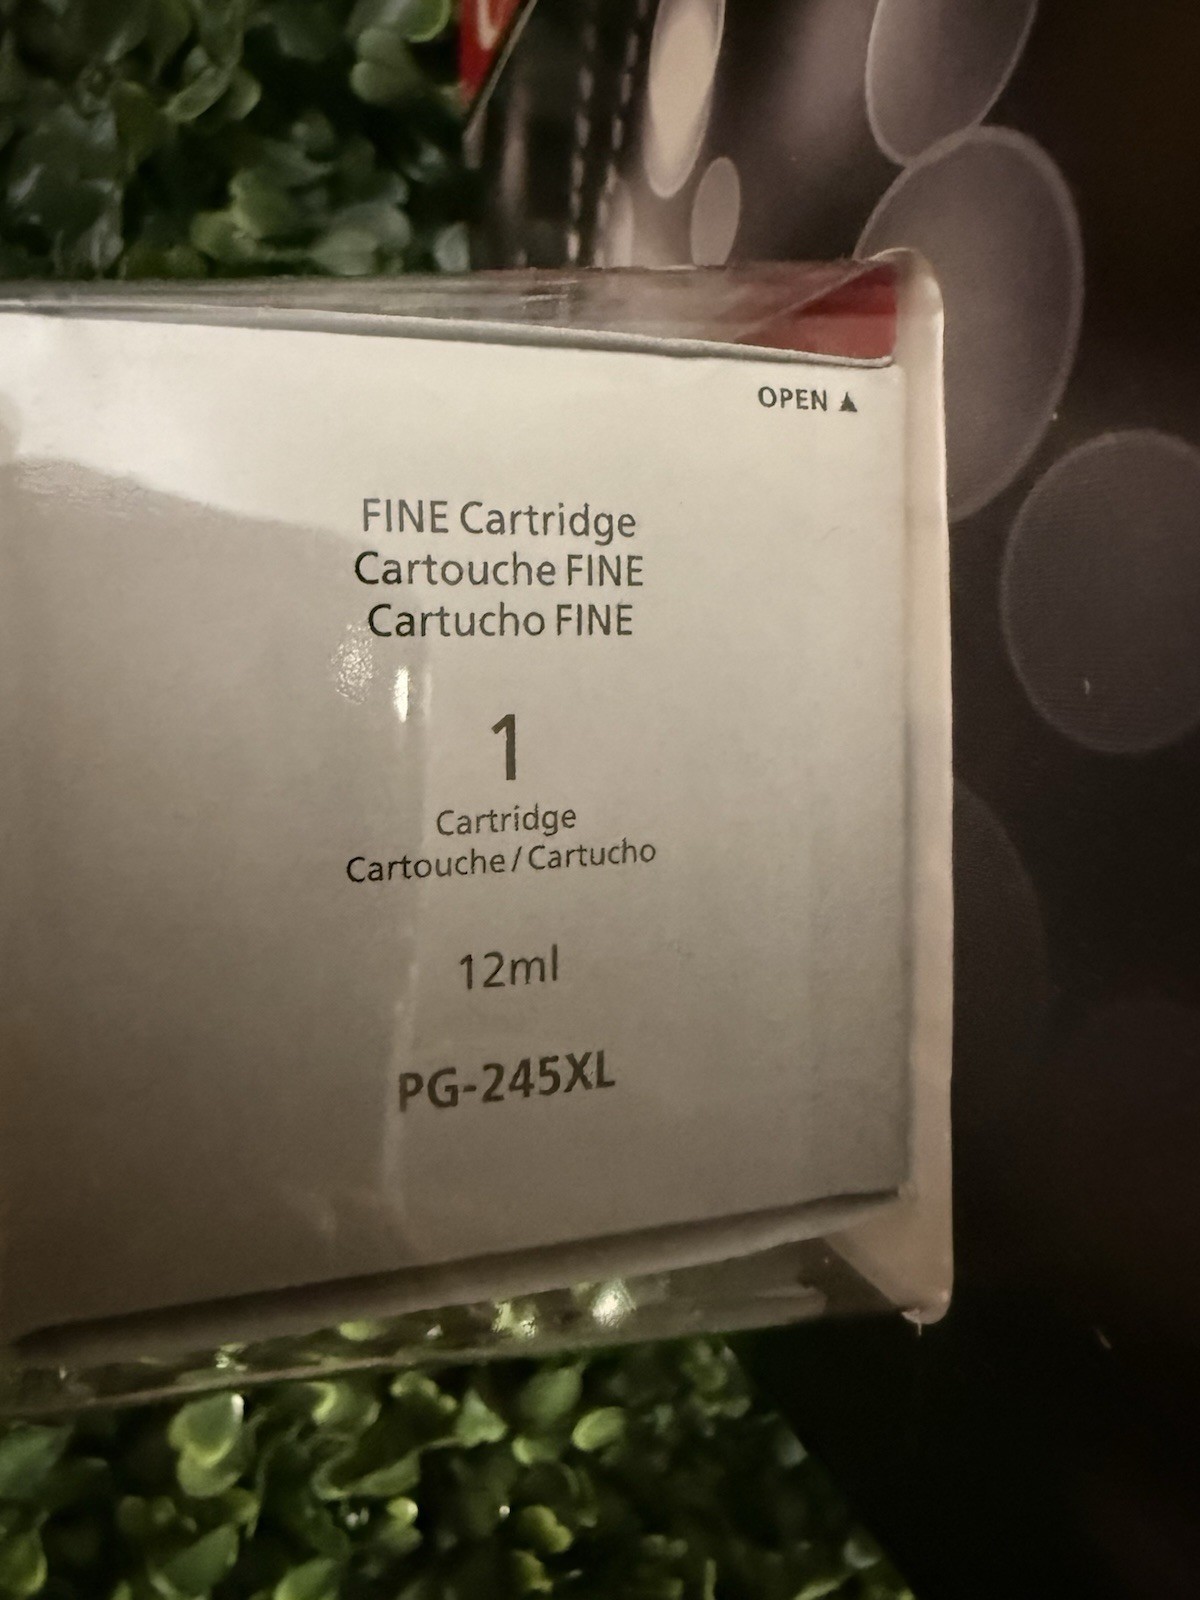 OPEN ▲
FINE Cartridge
Cartouche FINE
Cartucho FINE
1
Cartridge
Cartouche / Cartucho
12ml
PG-245XL